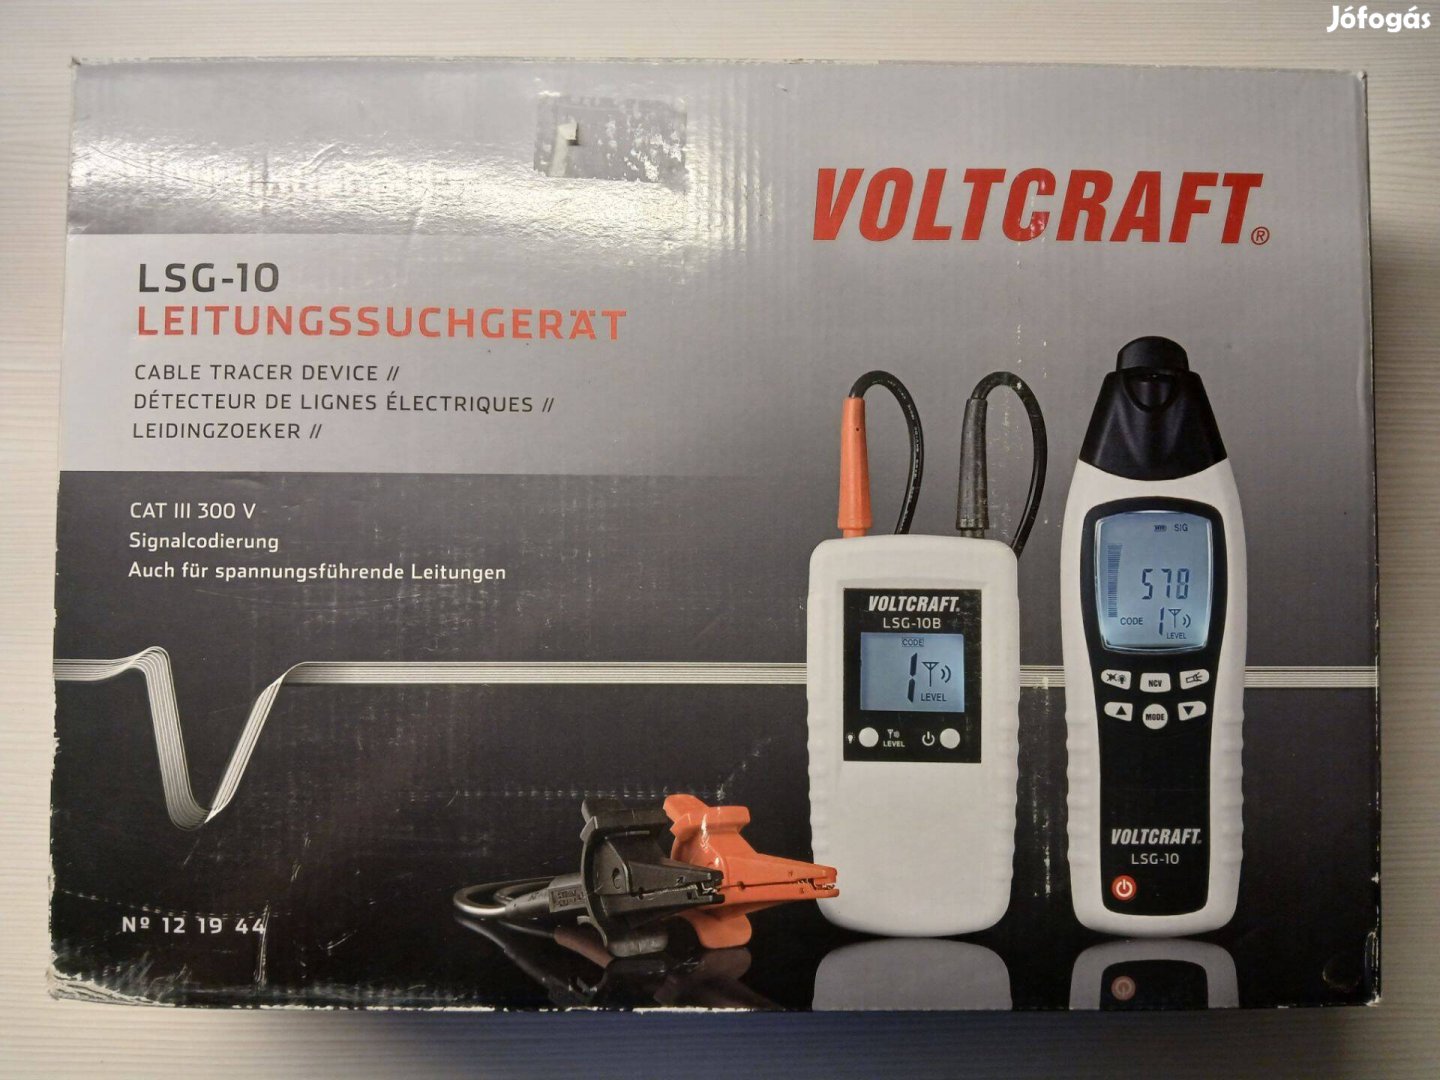 Jófogás
VOLTCRAFT®
LSG-10
LEITUNGSSUCHGERÄT
CABLE TRACER DEVICE //
DÉTECTEUR DE LIGNES ÉLECTRIQUES //
LEIDINGZOEKER //
CAT III 300 V
Signalcodierung
Auch für spannungsführende Leitungen
Nº 12 19 44
VOLTCRAFT.
LSG-10B
CODE
1
LEVEL
LEVEL
SIG
578
CODE 1
LEVEL
NCV
MODE
VOLTCRAFT.
LSG-10